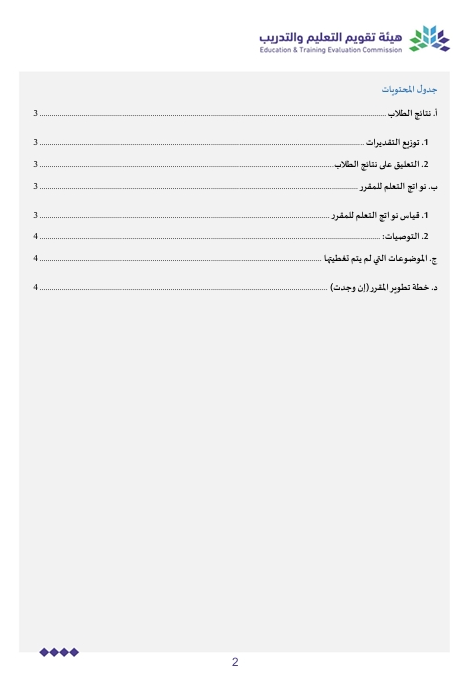 هيئة تقويم التعليم والتدريب
Education & Training Evaluation Commission
جدول المحتويات
أ. نتائج الطلاب ........ 3
1. توزيع التقديرات ........ 3
2. التعليق على نتائج الطلاب ........ 3
ب. نواتج التعلم للمقرر ........ 3
1. قياس نواتج التعلم للمقرر ........ 3
2. التوصيات: ........ 4
ج. الموضوعات التي لم يتم تغطيتها ........ 4
د. خطة تطوير المقرر (إن وجدت) ........ 4
2